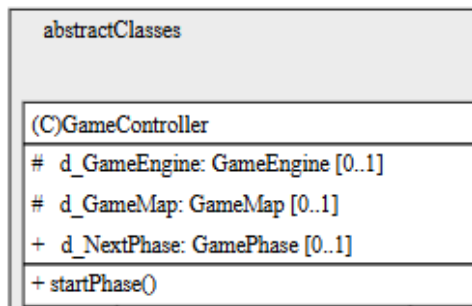 abstractClasses
(C)GameController
# d_GameEngine: GameEngine [0..1]
# d_GameMap: GameMap [0..1]
+ d_NextPhase: GamePhase [0..1]
+ startPhase()